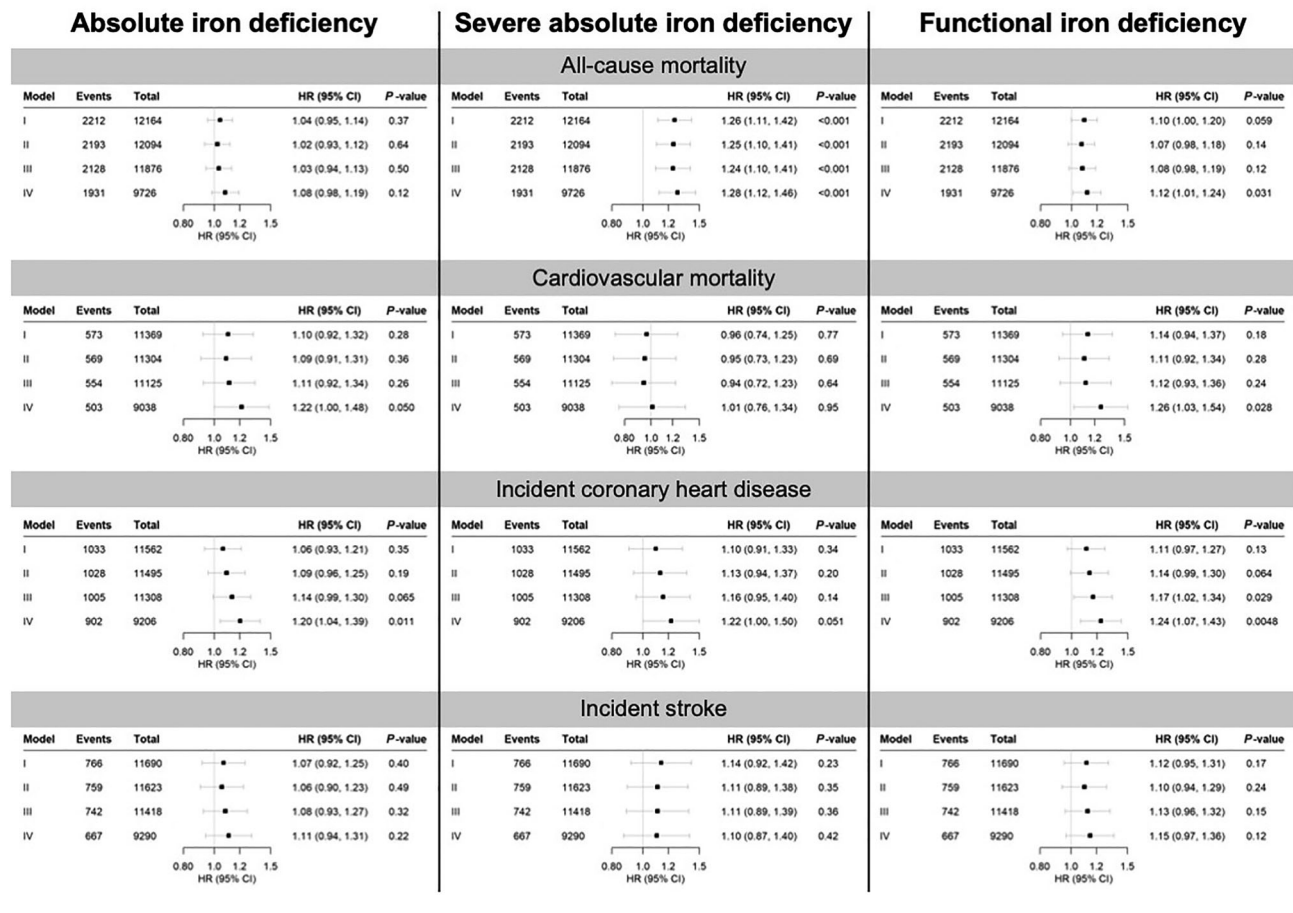 Absolute iron deficiency Severe absolute iron deficiency Functional iron deficiency
All-cause mortality
Model Events Total HR (95% CI) P-value Model Events Total HR (95% CI) P-value Model Events Total HR (95% CI) P-value
I 2212 12164 1.04 (0.95, 1.14) 0.37 I 2212 12164 1.26 (1.11, 1.42) <0.001 I 2212 12164 1.10 (1.00, 1.20) 0.059
II 2193 12094 1.02 (0.93, 1.12) 0.64 II 2193 12094 1.25 (1.10, 1.41) <0.001 II 2193 12094 1.07 (0.98, 1.18) 0.14
III 2128 11876 1.03 (0.94, 1.13) 0.50 III 2128 11876 1.24 (1.10, 1.41) <0.001 III 2128 11876 1.08 (0.98, 1.19) 0.12
IV 1931 9726 1.08 (0.98, 1.19) 0.12 IV 1931 9726 1.28 (1.12, 1.46) <0.001 IV 1931 9726 1.12 (1.01, 1.24) 0.031
0.80 1.0 1.2 1.5 0.80 1.0 1.2 1.5 0.80 1.0 1.2 1.5
HR (95% CI) HR (95% CI) HR (95% CI)
Cardiovascular mortality
Model Events Total HR (95% CI) P-value Model Events Total HR (95% CI) P-value Model Events Total HR (95% CI) P-value
I 573 11369 1.10 (0.92, 1.32) 0.28 I 573 11369 0.96 (0.74, 1.25) 0.77 I 573 11369 1.14 (0.94, 1.37) 0.18
II 569 11304 1.09 (0.91, 1.31) 0.36 II 569 11304 0.95 (0.73, 1.23) 0.69 II 569 11304 1.11 (0.92, 1.34) 0.28
III 554 11125 1.11 (0.92, 1.34) 0.26 III 554 11125 0.94 (0.72, 1.23) 0.64 III 554 11125 1.12 (0.93, 1.36) 0.24
IV 503 9038 1.22 (1.00, 1.48) 0.050 IV 503 9038 1.01 (0.76, 1.34) 0.95 IV 503 9038 1.26 (1.03, 1.54) 0.028
0.80 1.0 1.2 1.5 0.80 1.0 1.2 1.5 0.80 1.0 1.2 1.5
HR (95% CI) HR (95% CI) HR (95% CI)
Incident coronary heart disease
Model Events Total HR (95% CI) P-value Model Events Total HR (95% CI) P-value Model Events Total HR (95% CI) P-value
I 1033 11562 1.06 (0.93, 1.21) 0.35 I 1033 11562 1.10 (0.91, 1.33) 0.34 I 1033 11562 1.11 (0.97, 1.27) 0.13
II 1028 11495 1.09 (0.96, 1.25) 0.19 II 1028 11495 1.13 (0.94, 1.37) 0.20 II 1028 11495 1.14 (0.99, 1.30) 0.064
III 1005 11308 1.14 (0.99, 1.30) 0.065 III 1005 11308 1.16 (0.95, 1.40) 0.14 III 1005 11308 1.17 (1.02, 1.34) 0.029
IV 902 9206 1.20 (1.04, 1.39) 0.011 IV 902 9206 1.22 (1.00, 1.50) 0.051 IV 902 9206 1.24 (1.07, 1.43) 0.0048
0.80 1.0 1.2 1.5 0.80 1.0 1.2 1.5 0.80 1.0 1.2 1.5
HR (95% CI) HR (95% CI) HR (95% CI)
Incident stroke
Model Events Total HR (95% CI) P-value Model Events Total HR (95% CI) P-value Model Events Total HR (95% CI) P-value
I 766 11690 1.07 (0.92, 1.25) 0.40 I 766 11690 1.14 (0.92, 1.42) 0.23 I 766 11690 1.12 (0.95, 1.31) 0.17
II 759 11623 1.06 (0.90, 1.23) 0.49 II 759 11623 1.11 (0.89, 1.38) 0.35 II 759 11623 1.10 (0.94, 1.29) 0.24
III 742 11418 1.08 (0.93, 1.27) 0.32 III 742 11418 1.11 (0.89, 1.39) 0.36 III 742 11418 1.13 (0.96, 1.32) 0.15
IV 667 9290 1.11 (0.94, 1.31) 0.22 IV 667 9290 1.10 (0.87, 1.40) 0.42 IV 667 9290 1.15 (0.97, 1.36) 0.12
0.80 1.0 1.2 1.5 0.80 1.0 1.2 1.5 0.80 1.0 1.2 1.5
HR (95% CI) HR (95% CI) HR (95% CI)